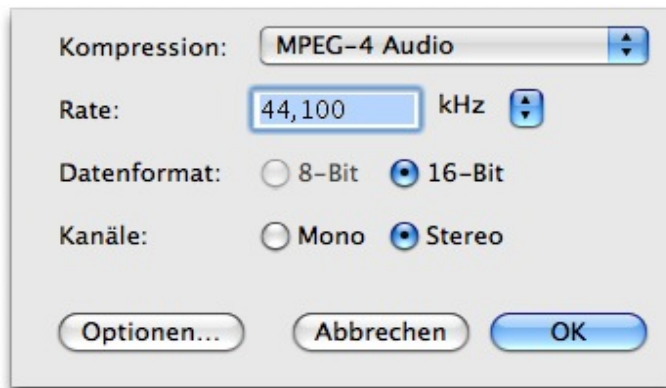 Kompression: MPEG-4 Audio
Rate: 44,100 kHz
Datenformat: 8-Bit 16-Bit
Kanäle: Mono Stereo
Optionen... Abbrechen OK